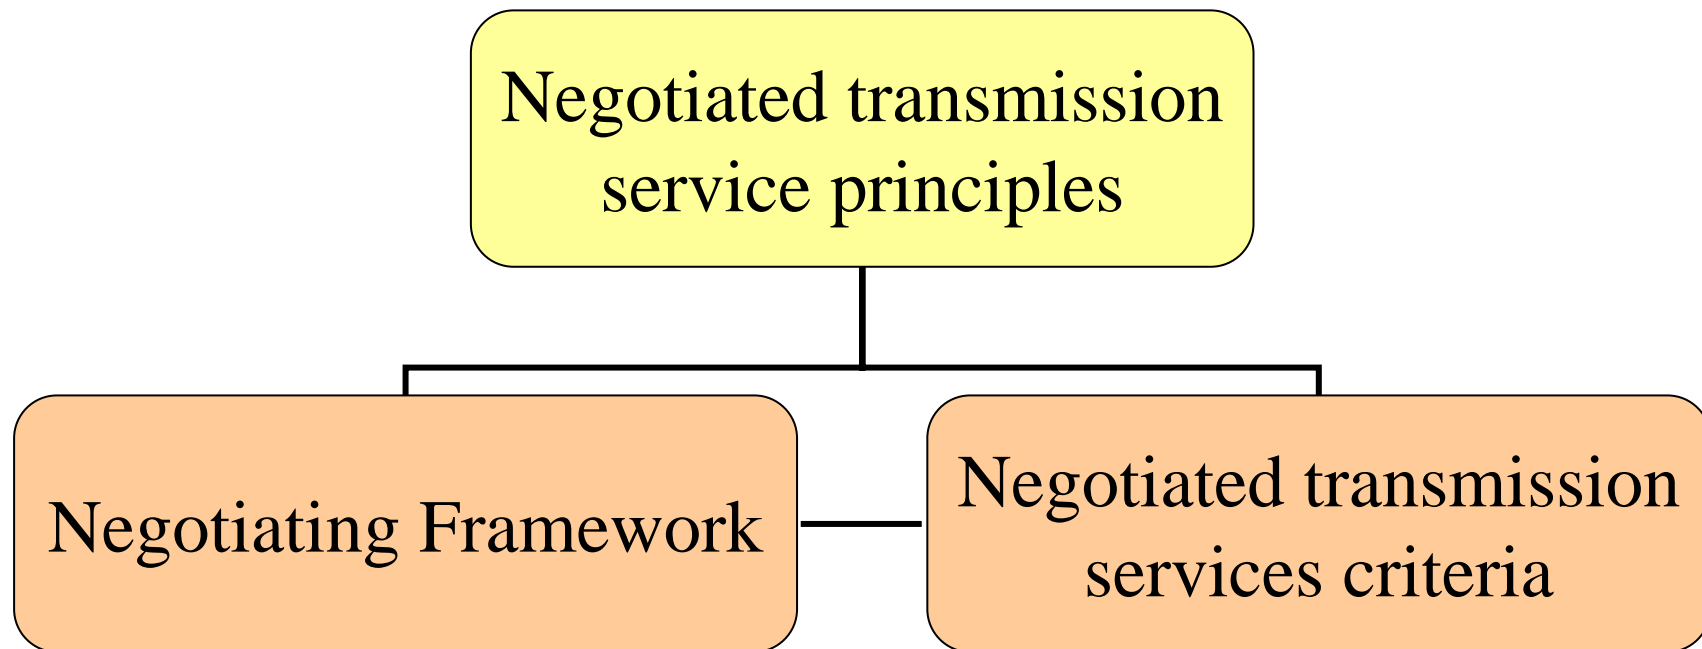 Negotiated transmission
service principles
Negotiating Framework
Negotiated transmission
services criteria